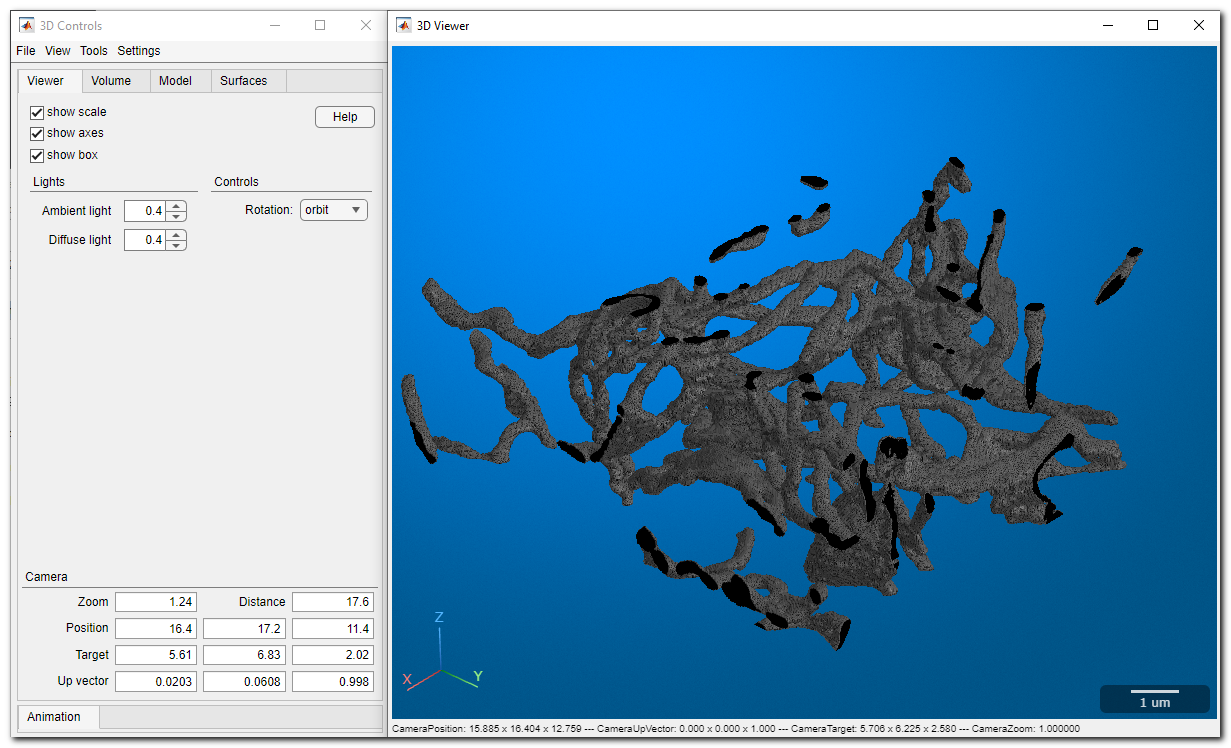 3D Controls
File View Tools Settings
Viewer Volume Model Surfaces
show scale
Help
show axes
show box
Lights Controls
Ambient light 0.4 Rotation: orbit
Diffuse light 0.4
Camera
Zoom 1.24 Distance 17.6
Position 16.4 17.2 11.4
Target 5.61 6.83 2.02
Up vector 0.0203 0.0608 0.998
Animation
3D Viewer
Z
X Y
1 um
CameraPosition: 15.885 x 16.404 x 12.759 --- CameraUpVector: 0.000 x 0.000 x 1.000 --- CameraTarget: 5.706 x 6.225 x 2.580 --- CameraZoom: 1.000000